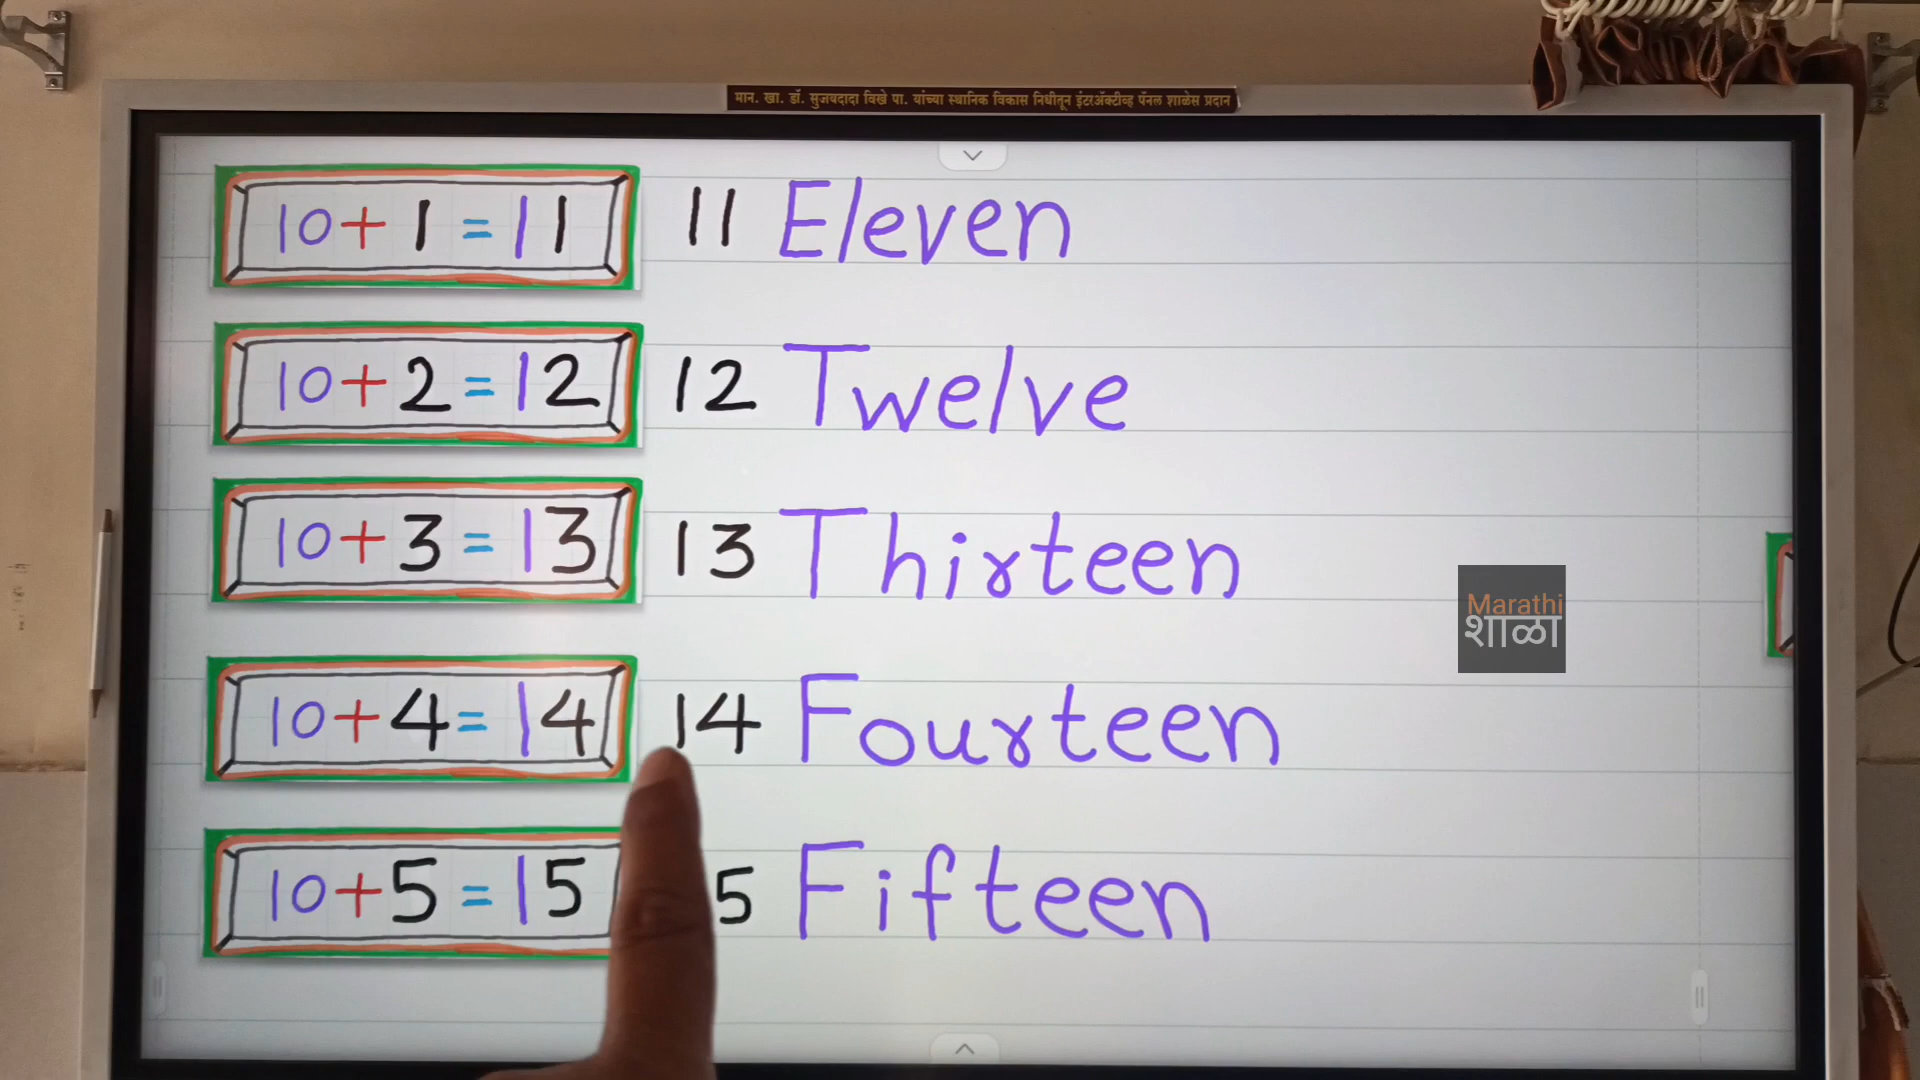 मान. खा. डॉ. सुजयदादा विखे पा. यांच्या स्थानिक विकास निधीतून इंटरॲक्टीव्ह पॅनल शाळेस प्रदान
10 + 1 = 11 11 Eleven
10 + 2 = 12 12 Twelve
10 + 3 = 13 13 Thirteen
Marathi
शाळा
10 + 4 = 14 14 Fourteen
10 + 5 = 15 5 Fifteen